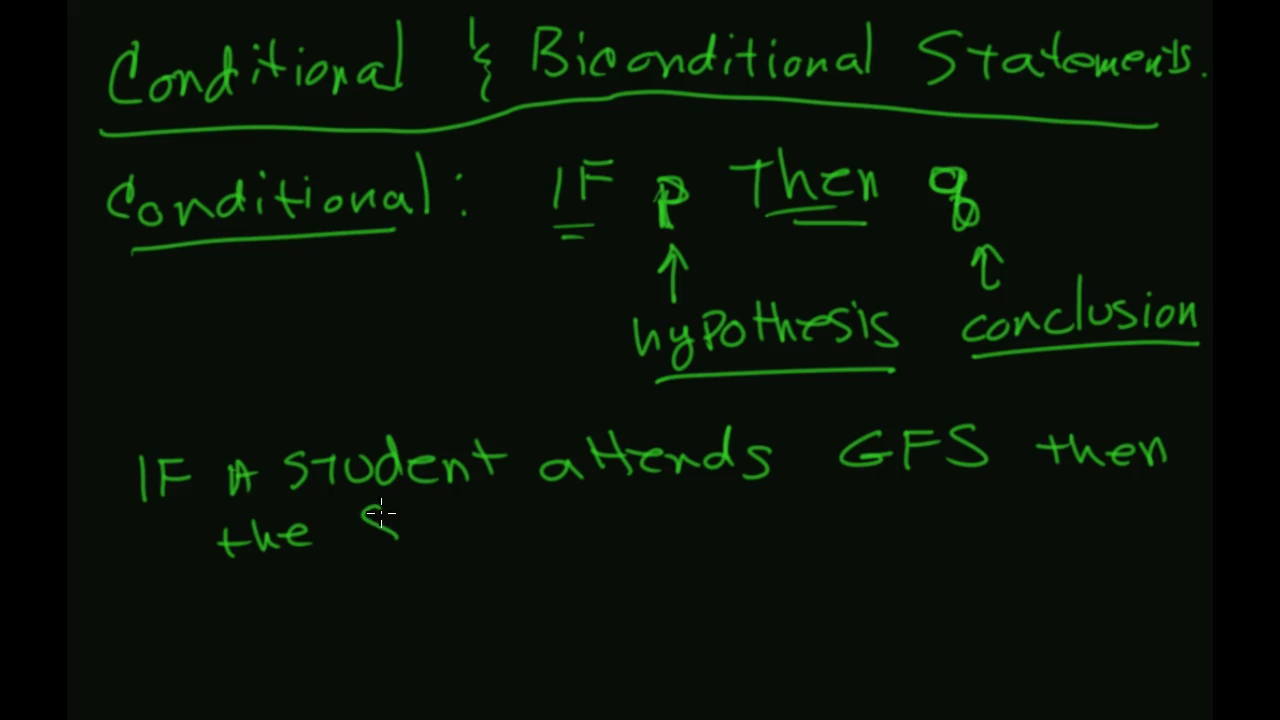 Conditional & Biconditional Statements.
Conditional: IF p Then q
hypothesis conclusion
IF A student attends GFS then
the